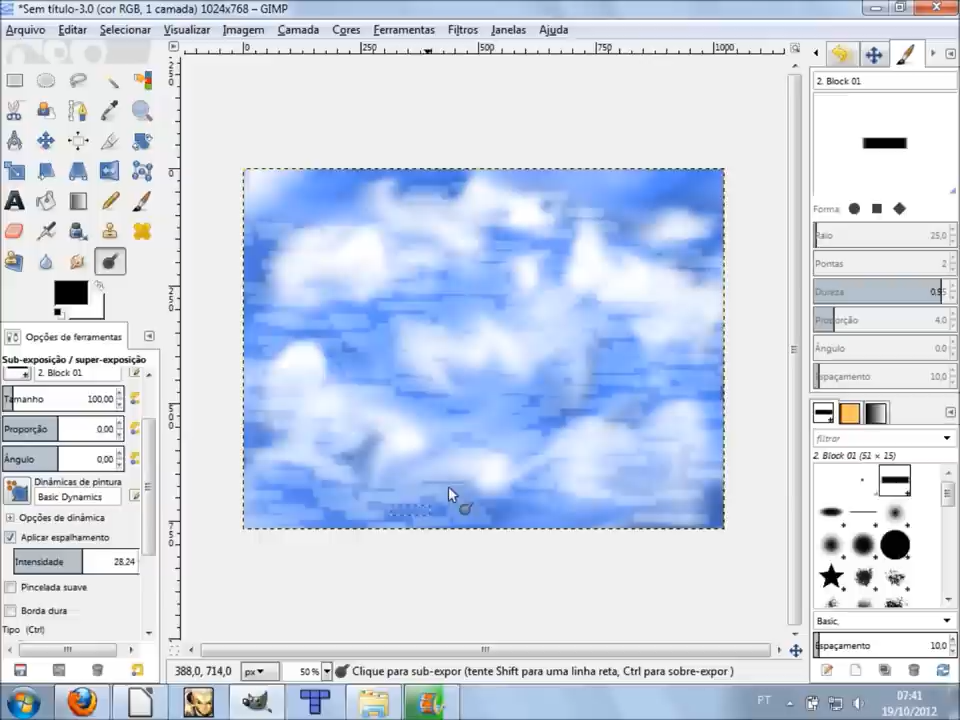 *Sem título-3.0 (cor RGB, 1 camada) 1024x768 – GIMP
Arquivo Editar Selecionar Visualizar Imagem Camada Cores Ferramentas Filtros Janelas Ajuda
0 250 500 750 1000
2. Block 01
Forma:
Raio 25,0
Pontas 2
Dureza 0,95
Proporção 4,0
Ângulo 0,0
Espaçamento 10,0
filtrar
2. Block 01 (51 × 15)
Basic,
Espaçamento 10,0
Opções de ferramentas
Sub-exposição / super-exposição
2. Block 01
Tamanho 100,00
Proporção 0,00
Ângulo 0,00
Dinâmicas de pintura
Basic Dynamics
Opções de dinâmica
Aplicar espalhamento
Intensidade 28,24
Pincelada suave
Borda dura
Tipo (Ctrl)
388,0, 714,0 px 50% Clique para sub-expor (tente Shift para uma linha reta, Ctrl para sobre-expor)
PT
07:41
19/10/2012